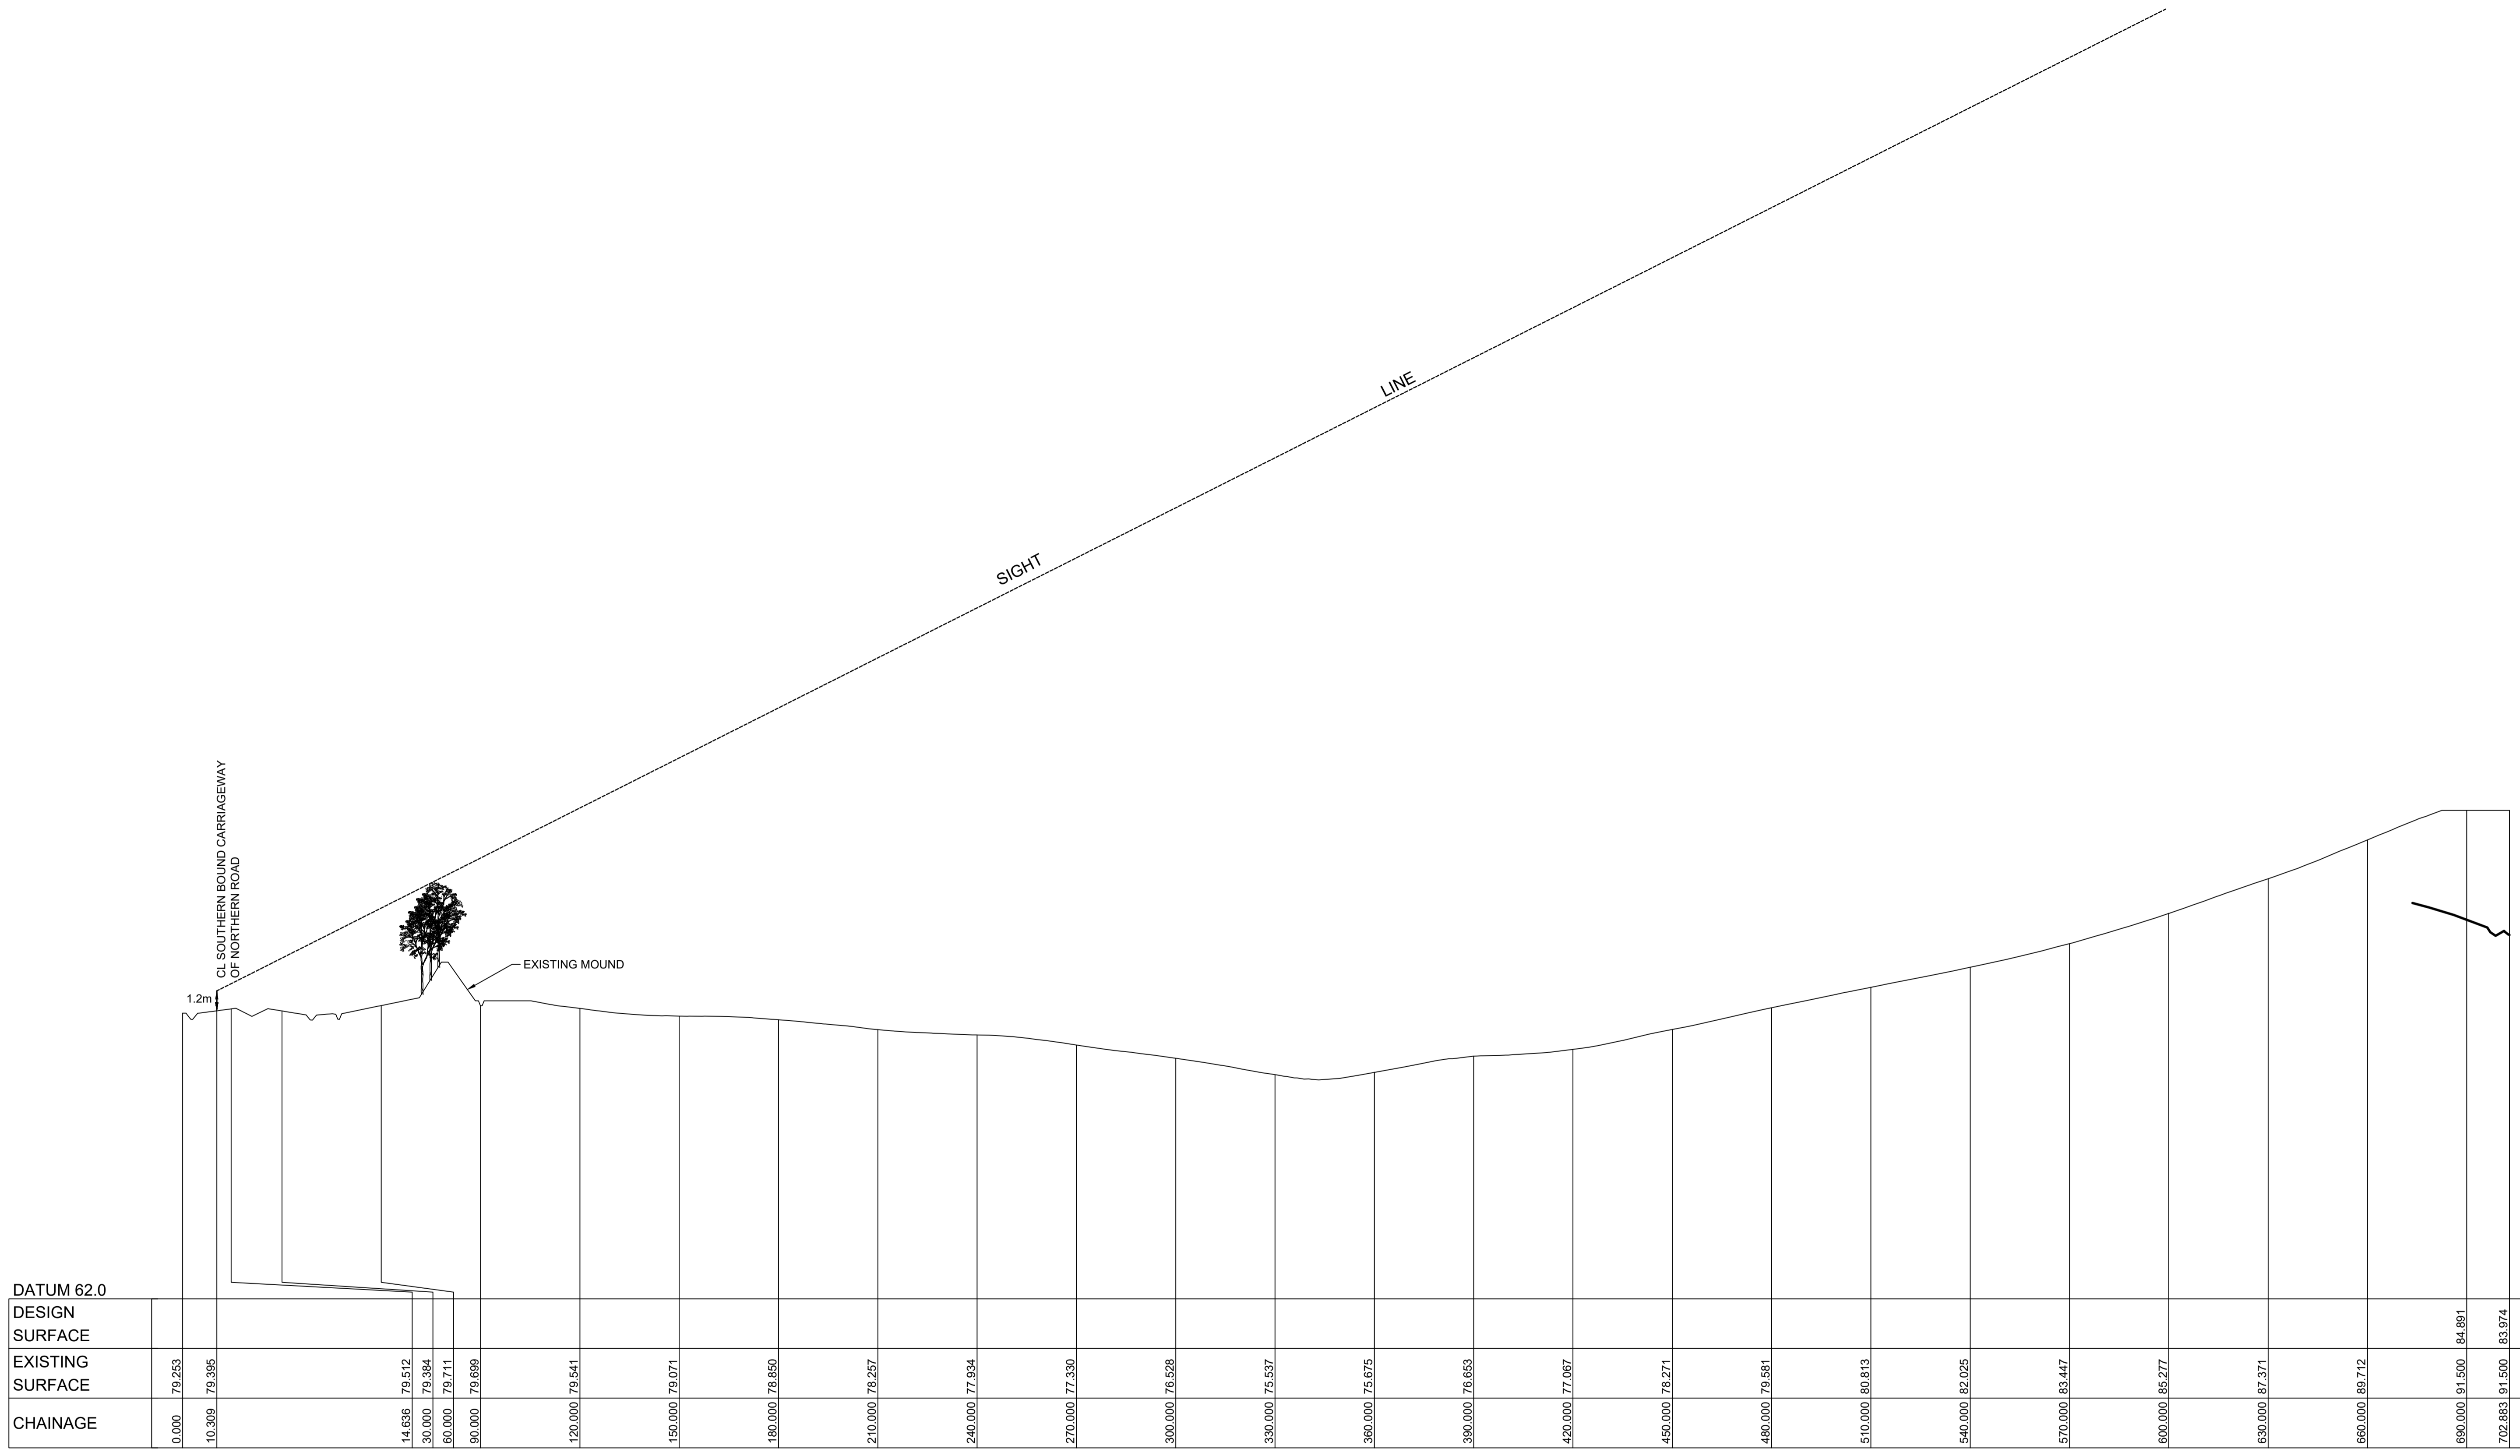 LINE
SIGHT
CL SOUTHERN BOUND CARRIAGEWAY
OF NORTHERN ROAD
1.2m
EXISTING MOUND
DATUM 62.0
DESIGN
SURFACE
84.891 83.974
EXISTING
SURFACE
79.253 79.395 79.512 79.384 79.711 79.699 79.541 79.071 78.850 78.257 77.934 77.330 76.528 75.537 75.675 76.653 77.067 78.271 79.581 80.813 82.025 83.447 85.277 87.371 89.712 91.500 91.500
CHAINAGE
0.000 10.309 14.636 30.000 60.000 90.000 120.000 150.000 180.000 210.000 240.000 270.000 300.000 330.000 360.000 390.000 420.000 450.000 480.000 510.000 540.000 570.000 600.000 630.000 660.000 690.000 702.883